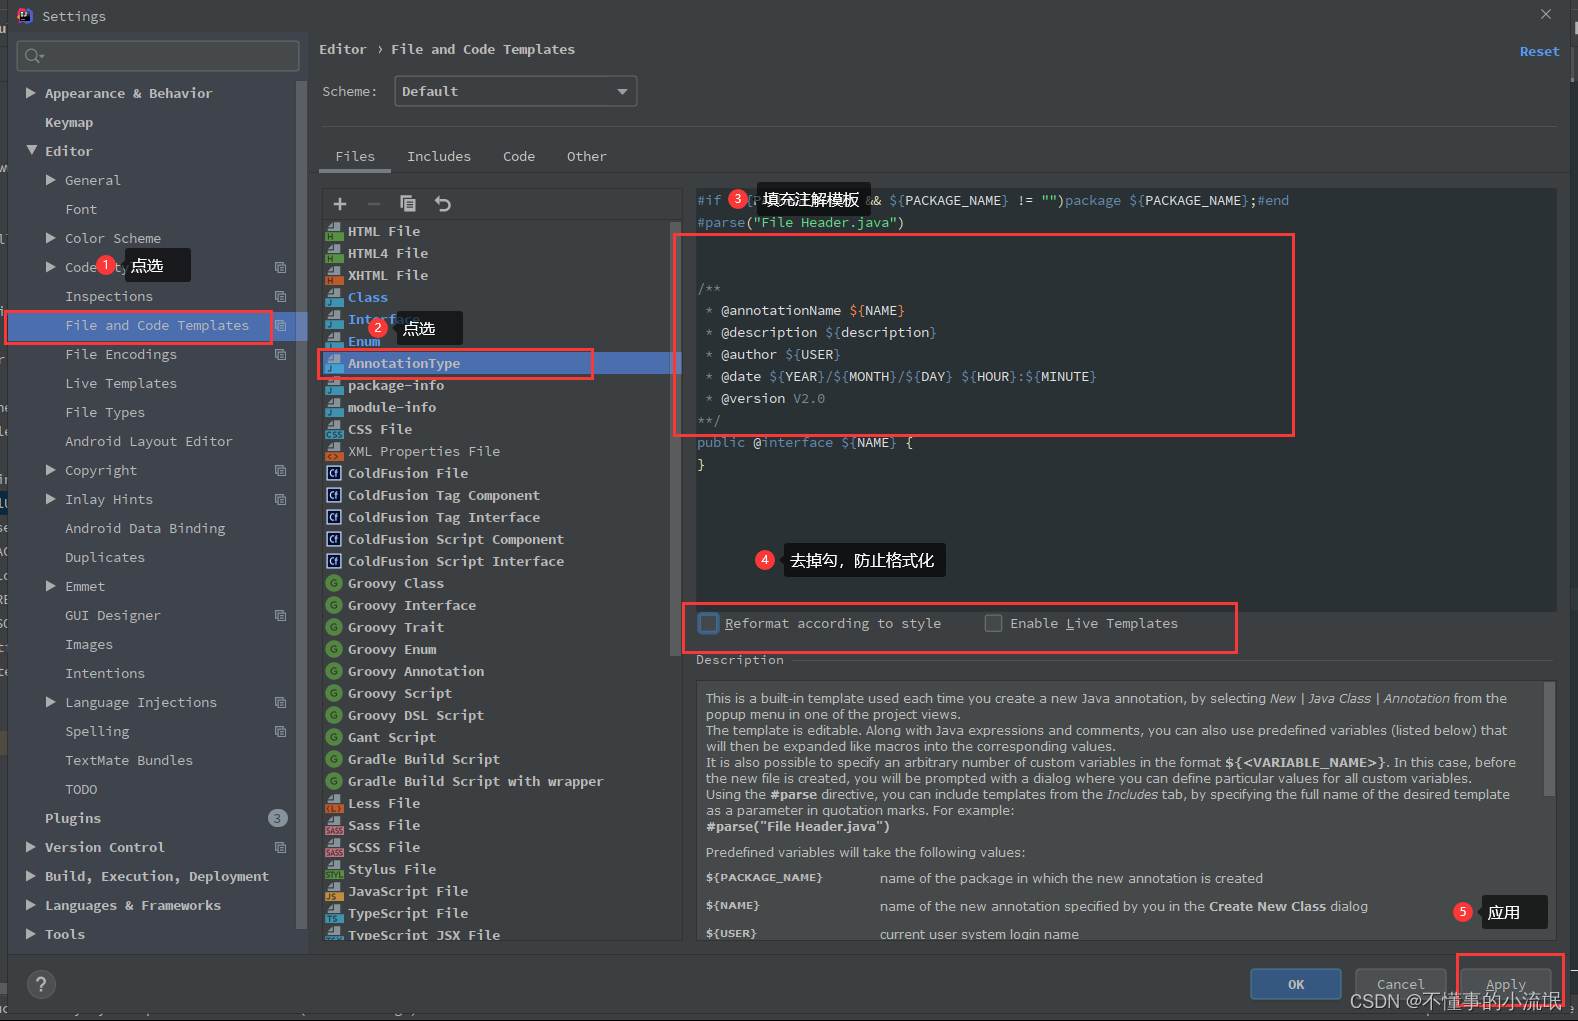 Settings
Editor › File and Code Templates
Reset
Scheme:
Default
Appearance & Behavior
Keymap
Editor
General
Font
Color Scheme
Code
1 点选
Inspections
File and Code Templates
File Encodings
Live Templates
File Types
Android Layout Editor
Copyright
Inlay Hints
Android Data Binding
Duplicates
Emmet
GUI Designer
Images
Intentions
Language Injections
Spelling
TextMate Bundles
TODO
Plugins
3
Version Control
Build, Execution, Deployment
Languages & Frameworks
Tools
Files
Includes
Code
Other
HTML File
HTML4 File
XHTML File
Class
Interface
2 点选
Enum
AnnotationType
package-info
module-info
CSS File
XML Properties File
ColdFusion File
ColdFusion Tag Component
ColdFusion Tag Interface
ColdFusion Script Component
ColdFusion Script Interface
Groovy Class
Groovy Interface
Groovy Trait
Groovy Enum
Groovy Annotation
Groovy Script
Groovy DSL Script
Gant Script
Gradle Build Script
Gradle Build Script with wrapper
Less File
Sass File
SCSS File
Stylus File
JavaScript File
TypeScript File
TypeScript JSX File
3 填充注解模板
#if && ${PACKAGE_NAME} != "")package ${PACKAGE_NAME};#end
#parse("File Header.java")
/**
* @annotationName ${NAME}
* @description ${description}
* @author ${USER}
* @date ${YEAR}/${MONTH}/${DAY} ${HOUR}:${MINUTE}
* @version V2.0
**/
public @interface ${NAME} {
}
4 去掉勾，防止格式化
Reformat according to style
Enable Live Templates
Description
This is a built-in template used each time you create a new Java annotation, by selecting New | Java Class | Annotation from the
popup menu in one of the project views.
The template is editable. Along with Java expressions and comments, you can also use predefined variables (listed below) that
will then be expanded like macros into the corresponding values.
It is also possible to specify an arbitrary number of custom variables in the format ${<VARIABLE_NAME>}. In this case, before
the new file is created, you will be prompted with a dialog where you can define particular values for all custom variables.
Using the #parse directive, you can include templates from the Includes tab, by specifying the full name of the desired template
as a parameter in quotation marks. For example:
#parse("File Header.java")
Predefined variables will take the following values:
${PACKAGE_NAME} name of the package in which the new annotation is created
${NAME} name of the new annotation specified by you in the Create New Class dialog
${USER} current user system login name
5 应用
?
OK
Cancel
Apply
CSDN @不懂事的小流氓